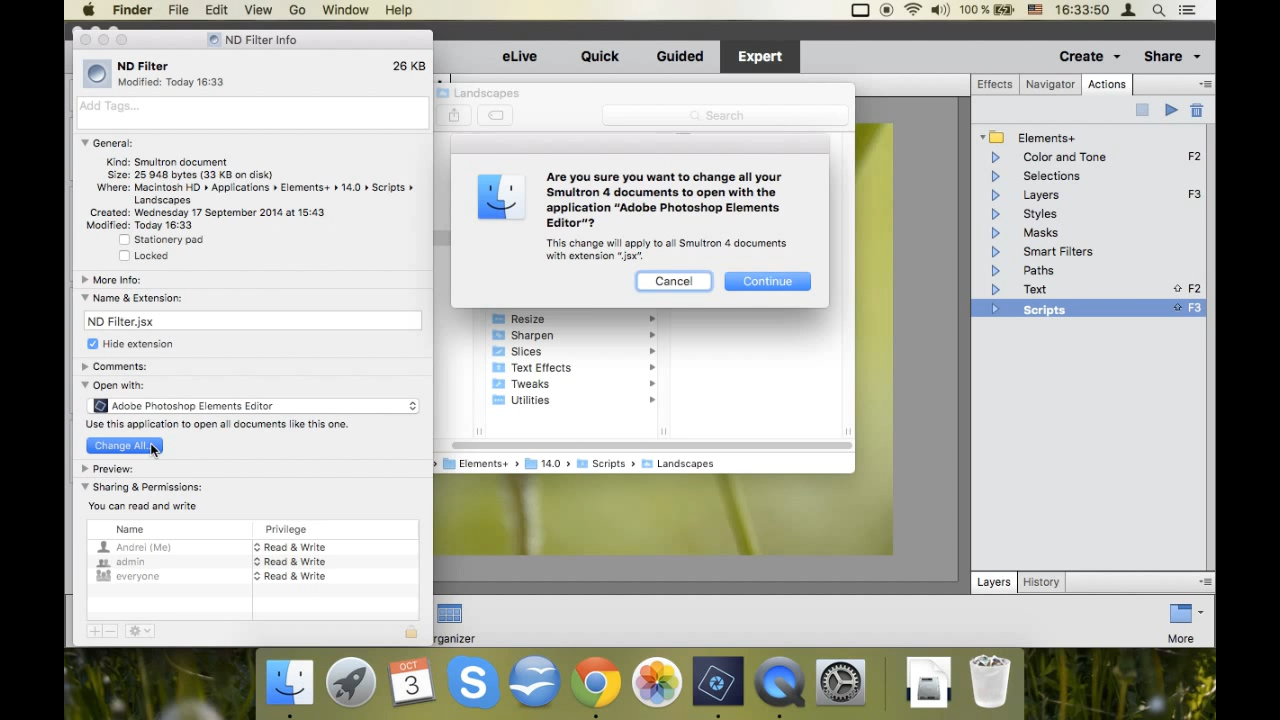 Finder File Edit View Go Window Help 100 % 16:33:50
ND Filter Info
ND Filter 26 KB
Modified: Today 16:33
Add Tags...
General:
Kind: Smultron document
Size: 25 948 bytes (33 KB on disk)
Where: Macintosh HD ▸ Applications ▸ Elements+ ▸ 14.0 ▸ Scripts ▸
Landscapes
Created: Wednesday 17 September 2014 at 15:43
Modified: Today 16:33
Stationery pad
Locked
More Info:
Name & Extension:
ND Filter.jsx
Hide extension
Comments:
Open with:
Adobe Photoshop Elements Editor
Use this application to open all documents like this one.
Change All...
Preview:
Sharing & Permissions:
You can read and write
Name Privilege
Andrei (Me) Read & Write
admin Read & Write
everyone Read & Write
eLive Quick Guided Expert Create Share
Landscapes
Search
Are you sure you want to change all your
Smultron 4 documents to open with the
application “Adobe Photoshop Elements
Editor”?
This change will apply to all Smultron 4 documents
with extension “.jsx”.
Cancel Continue
Resize
Sharpen
Slices
Text Effects
Tweaks
Utilities
Elements+ › 14.0 › Scripts › Landscapes
Effects Navigator Actions
Elements+
Color and Tone F2
Selections
Layers F3
Styles
Masks
Smart Filters
Paths
Text ⇧ F2
Scripts ⇧ F3
Layers History
rganizer More
OCT
3